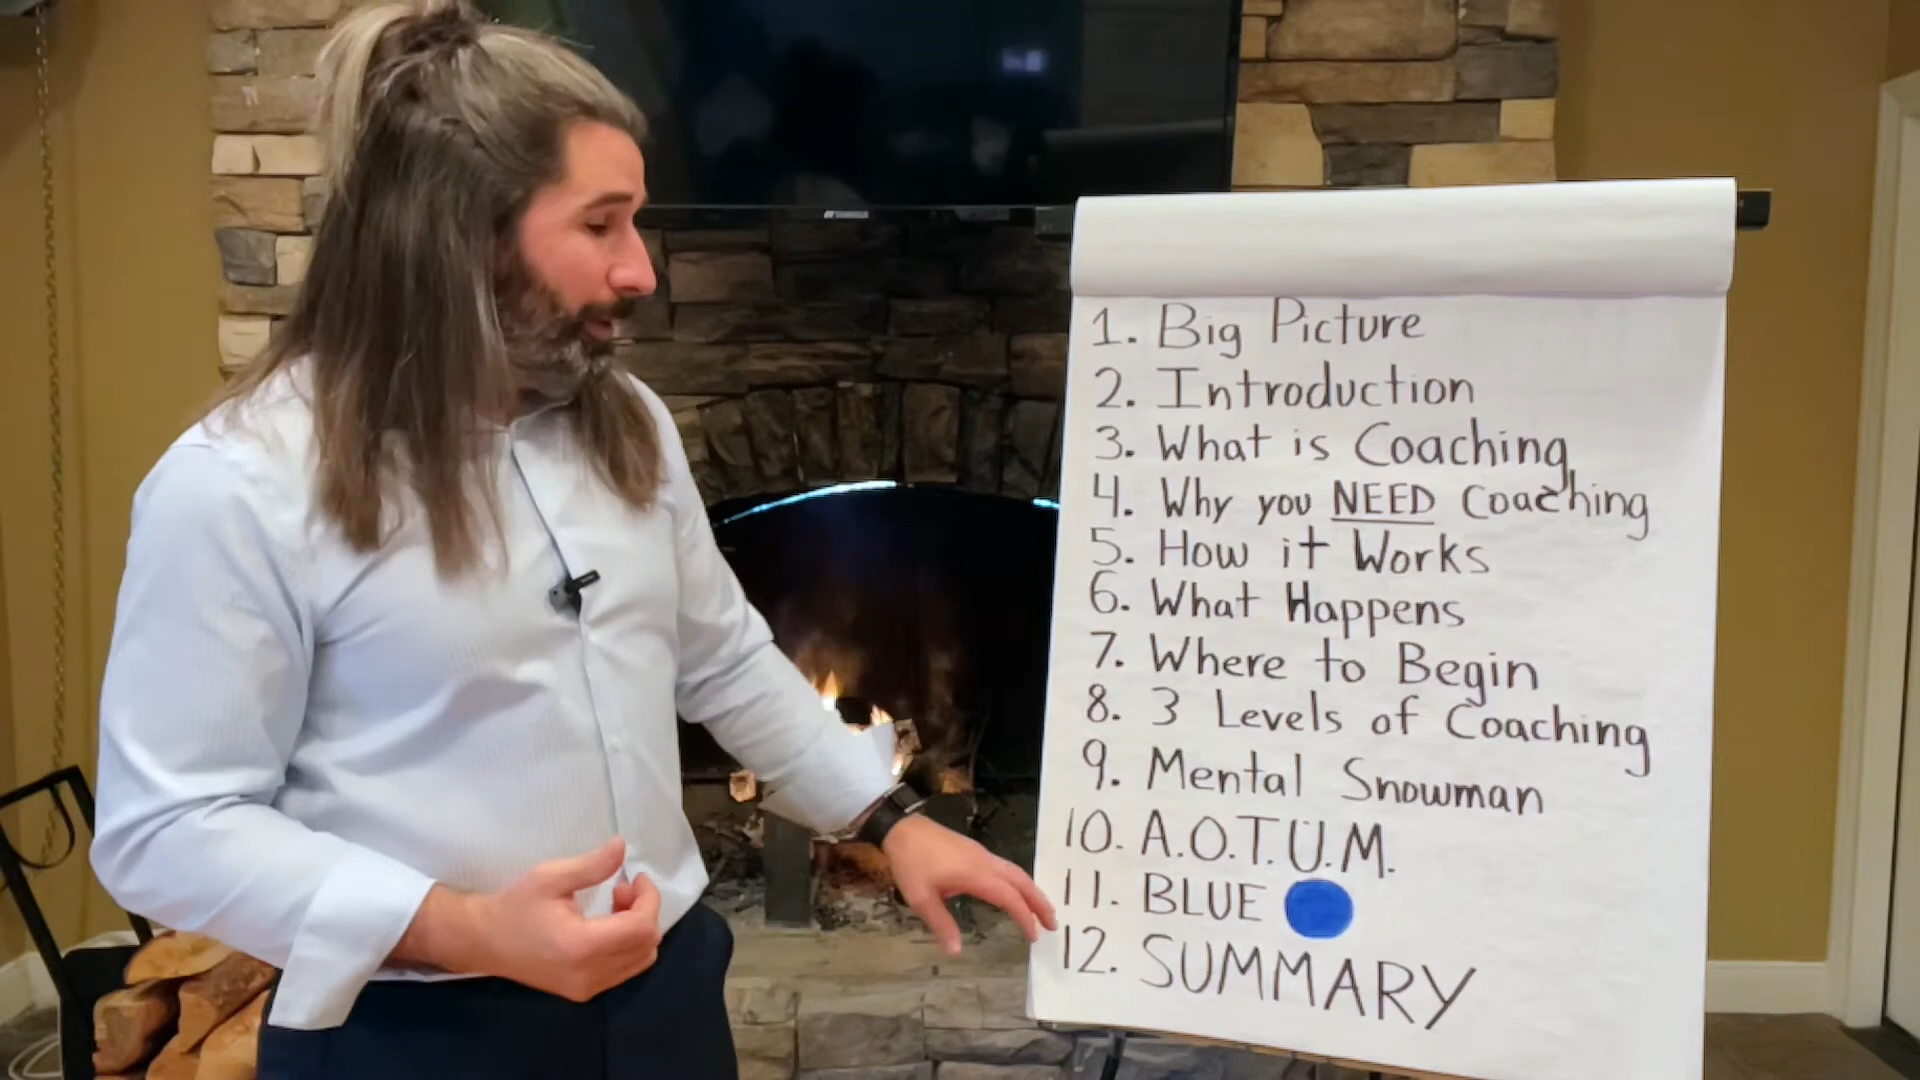 1. Big Picture
2. Introduction
3. What is Coaching
4. Why you NEED Coaching
5. How it Works
6. What Happens
7. Where to Begin
8. 3 Levels of Coaching
9. Mental Snowman
10. A.O.T.U.M.
11. BLUE
12. SUMMARY